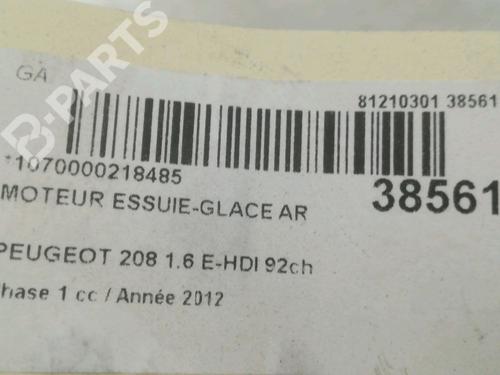 GA
81210301 38561
*1070000218485
38561
MOTEUR ESSUIE-GLACE AR
PEUGEOT 208 1.6 E-HDI 92ch
Phase 1 cc / Année 2012
B-PARTS